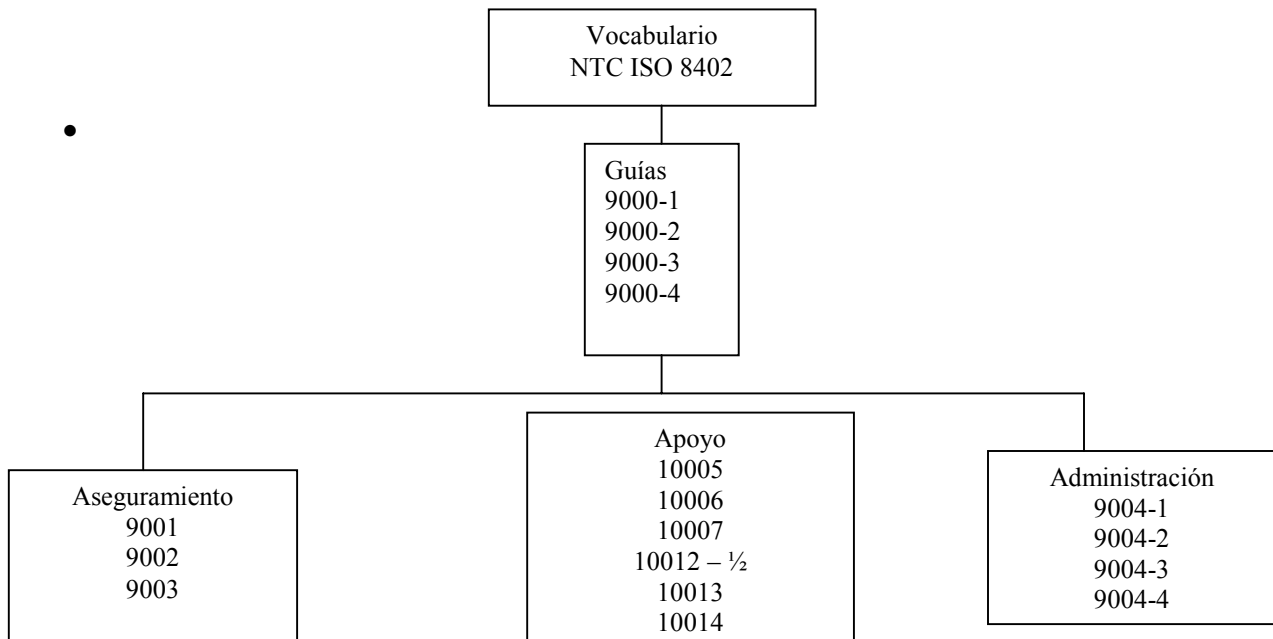 Vocabulario
NTC ISO 8402
•
Guías
9000-1
9000-2
9000-3
9000-4
Aseguramiento
9001
9002
9003
Apoyo
10005
10006
10007
10012 – ½
10013
10014
Administración
9004-1
9004-2
9004-3
9004-4